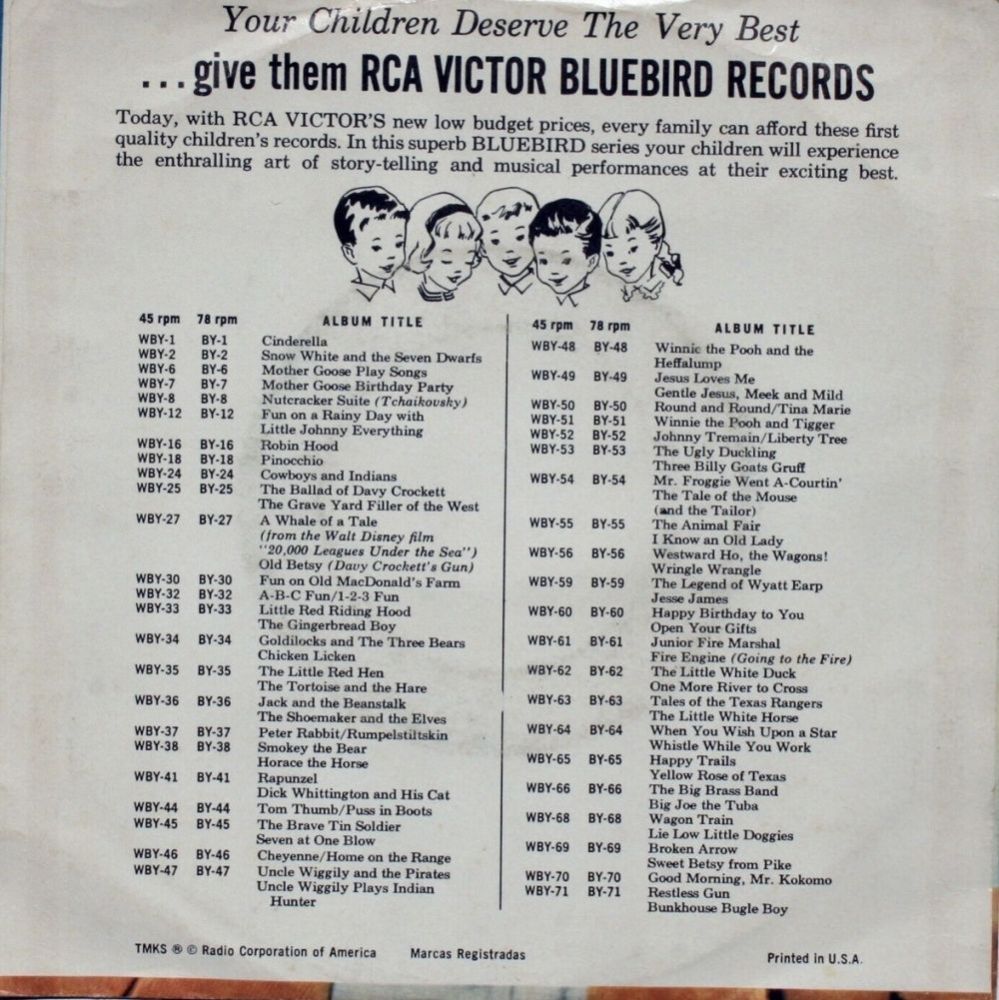 Your Children Deserve The Very Best
...give them RCA VICTOR BLUEBIRD RECORDS
Today, with RCA VICTOR'S new low budget prices, every family can afford these first
quality children's records. In this superb BLUEBIRD series your children will experience
the enthralling art of story-telling and musical performances at their exciting best.
45 rpm 78 rpm ALBUM TITLE
WBY-1 BY-1 Cinderella
WBY-2 BY-2 Snow White and the Seven Dwarfs
WBY-6 BY-6 Mother Goose Play Songs
WBY-7 BY-7 Mother Goose Birthday Party
WBY-8 BY-8 Nutcracker Suite (Tchaikovsky)
WBY-12 BY-12 Fun on a Rainy Day with
Little Johnny Everything
WBY-16 BY-16 Robin Hood
WBY-18 BY-18 Pinocchio
WBY-24 BY-24 Cowboys and Indians
WBY-25 BY-25 The Ballad of Davy Crockett
The Grave Yard Filler of the West
WBY-27 BY-27 A Whale of a Tale
(from the Walt Disney film
"20,000 Leagues Under the Sea")
Old Betsy (Davy Crockett's Gun)
WBY-30 BY-30 Fun on Old MacDonald's Farm
WBY-32 BY-32 A-B-C Fun/1-2-3 Fun
WBY-33 BY-33 Little Red Riding Hood
The Gingerbread Boy
WBY-34 BY-34 Goldilocks and The Three Bears
Chicken Licken
WBY-35 BY-35 The Little Red Hen
The Tortoise and the Hare
WBY-36 BY-36 Jack and the Beanstalk
The Shoemaker and the Elves
WBY-37 BY-37 Peter Rabbit/Rumpelstiltskin
WBY-38 BY-38 Smokey the Bear
Horace the Horse
WBY-41 BY-41 Rapunzel
Dick Whittington and His Cat
WBY-44 BY-44 Tom Thumb/Puss in Boots
WBY-45 BY-45 The Brave Tin Soldier
Seven at One Blow
WBY-46 BY-46 Cheyenne/Home on the Range
WBY-47 BY-47 Uncle Wiggily and the Pirates
Uncle Wiggily Plays Indian
Hunter
45 rpm 78 rpm ALBUM TITLE
WBY-48 BY-48 Winnie the Pooh and the
Heffalump
WBY-49 BY-49 Jesus Loves Me
Gentle Jesus, Meek and Mild
WBY-50 BY-50 Round and Round/Tina Marie
WBY-51 BY-51 Winnie the Pooh and Tigger
WBY-52 BY-52 Johnny Tremain/Liberty Tree
WBY-53 BY-53 The Ugly Duckling
Three Billy Goats Gruff
WBY-54 BY-54 Mr. Froggie Went A-Courtin'
The Tale of the Mouse
(and the Tailor)
WBY-55 BY-55 The Animal Fair
I Know an Old Lady
WBY-56 BY-56 Westward Ho, the Wagons!
Wringle Wrangle
WBY-59 BY-59 The Legend of Wyatt Earp
Jesse James
WBY-60 BY-60 Happy Birthday to You
Open Your Gifts
WBY-61 BY-61 Junior Fire Marshal
Fire Engine (Going to the Fire)
WBY-62 BY-62 The Little White Duck
One More River to Cross
WBY-63 BY-63 Tales of the Texas Rangers
The Little White Horse
WBY-64 BY-64 When You Wish Upon a Star
Whistle While You Work
WBY-65 BY-65 Happy Trails
Yellow Rose of Texas
WBY-66 BY-66 The Big Brass Band
Big Joe the Tuba
WBY-68 BY-68 Wagon Train
Lie Low Little Doggies
WBY-69 BY-69 Broken Arrow
Sweet Betsy from Pike
WBY-70 BY-70 Good Morning, Mr. Kokomo
WBY-71 BY-71 Restless Gun
Bunkhouse Bugle Boy
TMKS ® © Radio Corporation of America Marcas Registradas Printed in U.S.A.